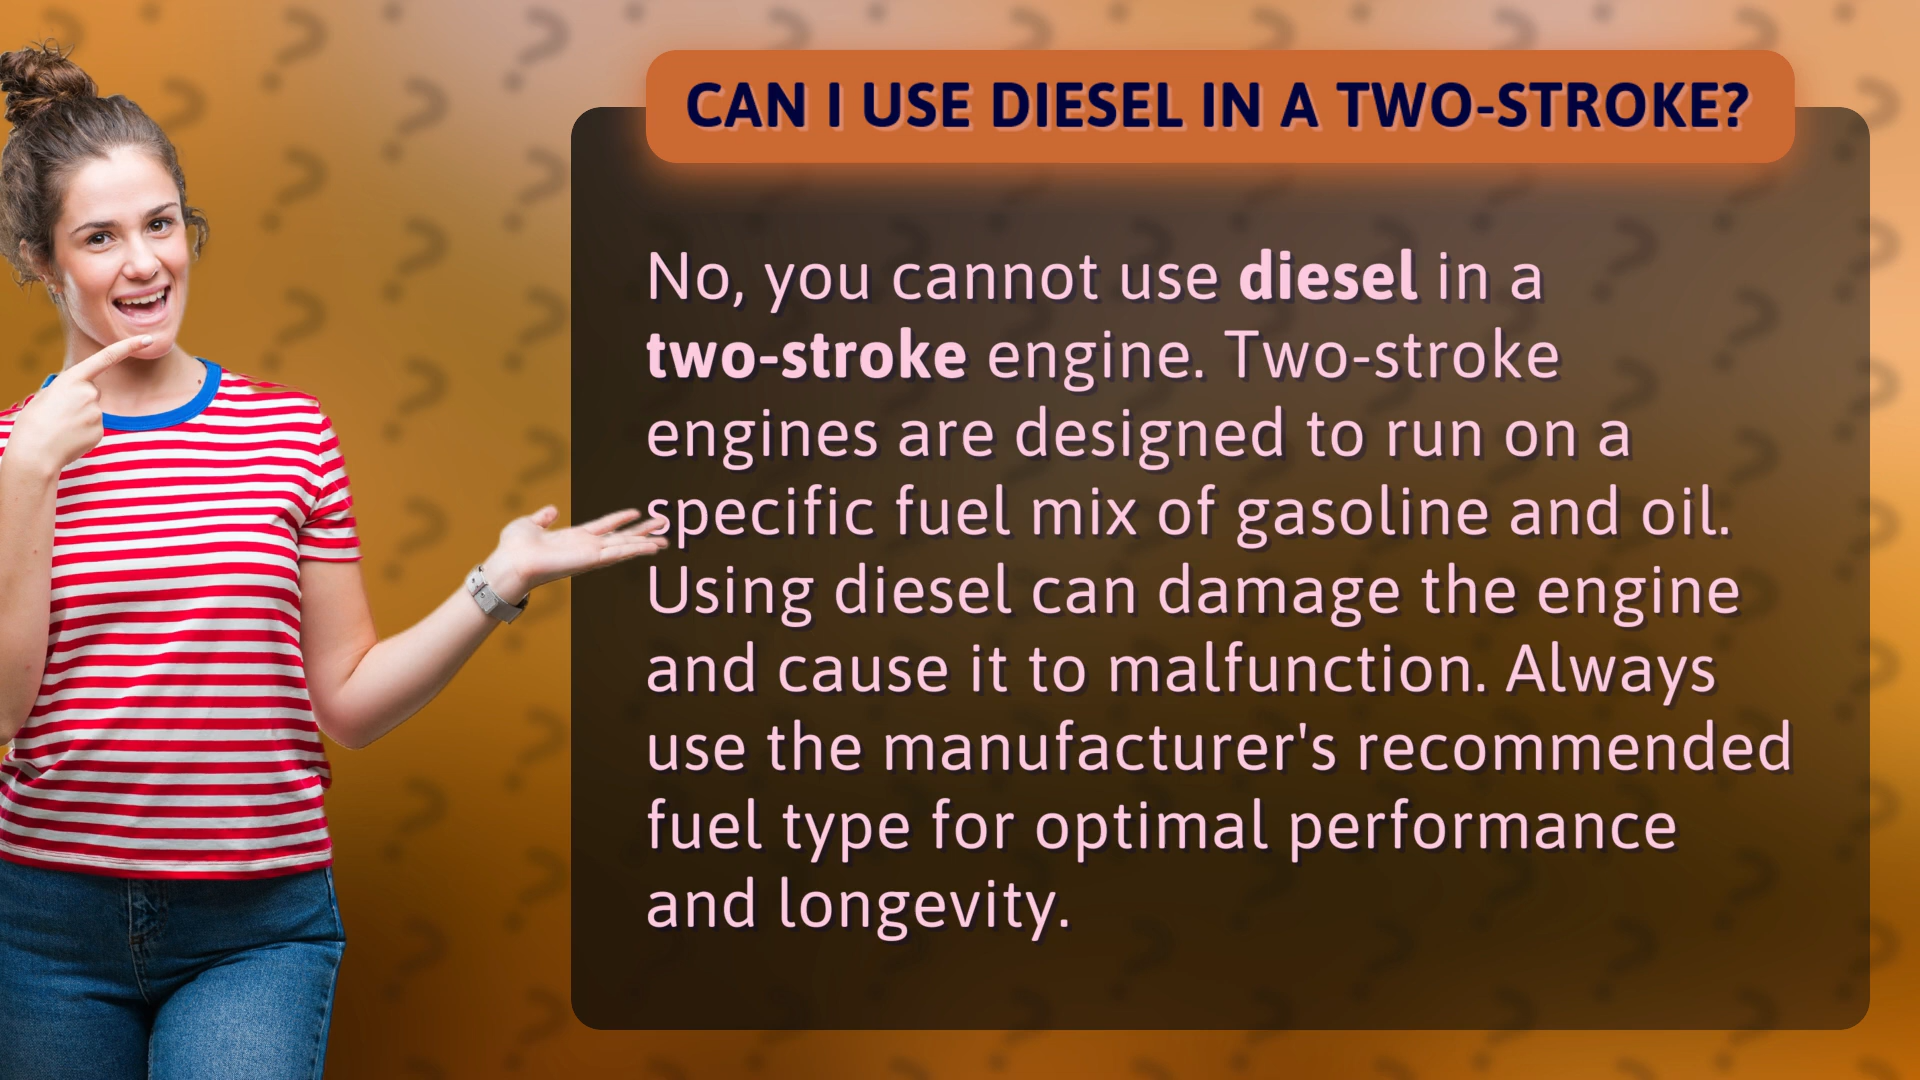 CAN I USE DIESEL IN A TWO-STROKE?
No, you cannot use diesel in a
two-stroke engine. Two-stroke
engines are designed to run on a
specific fuel mix of gasoline and oil.
Using diesel can damage the engine
and cause it to malfunction. Always
use the manufacturer's recommended
fuel type for optimal performance
and longevity.